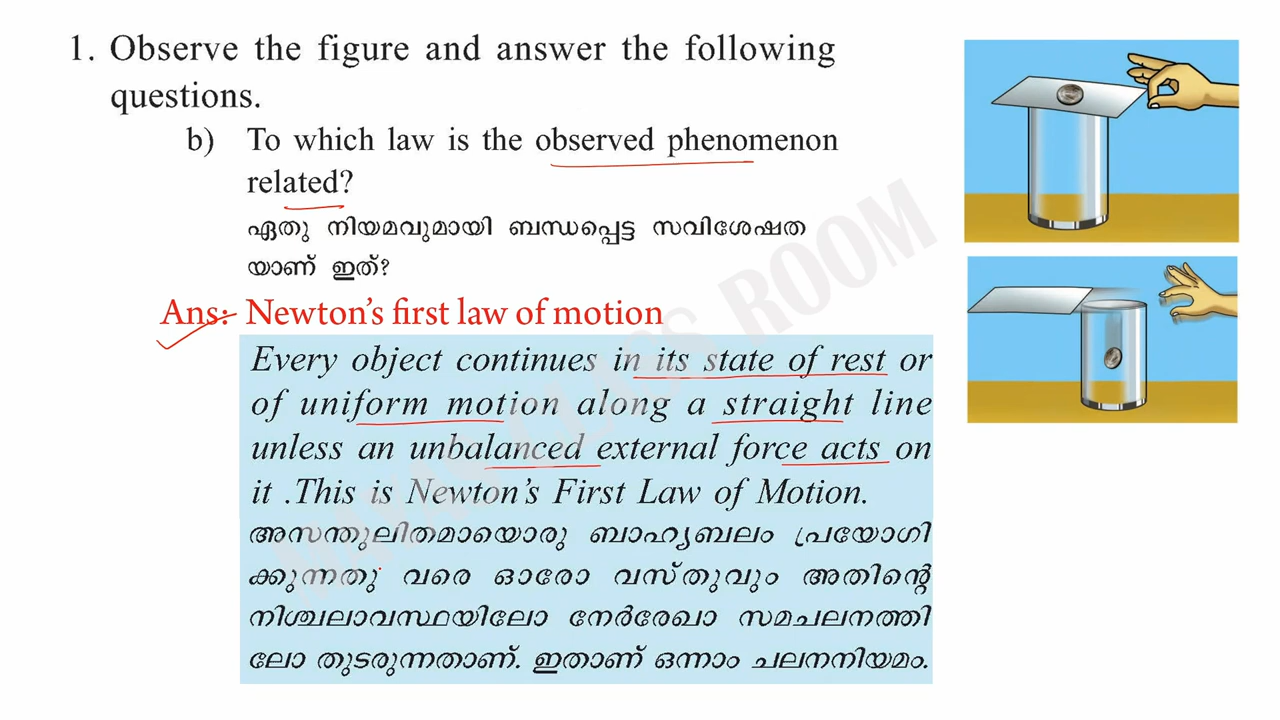 1. Observe the figure and answer the following
questions.
b) To which law is the observed phenomenon
related?
ഏതു നിയമവുമായി ബന്ധപ്പെട്ട സവിശേഷത
യാണ് ഇത്?
Ans: Newton's first law of motion
Every object continues in its state of rest or
of uniform motion along a straight line
unless an unbalanced external force acts on
it .This is Newton's First Law of Motion.
അസന്തുലിതമായൊരു ബാഹ്യബലം പ്രയോഗി
ക്കുന്നതു വരെ ഓരോ വസ്തുവും അതിന്റെ
നിശ്ചലാവസ്ഥയിലോ നേർരേഖാ സമചലനത്തി
ലോ തുടരുന്നതാണ്. ഇതാണ് ഒന്നാം ചലനനിയമം.
CLASS ROOM